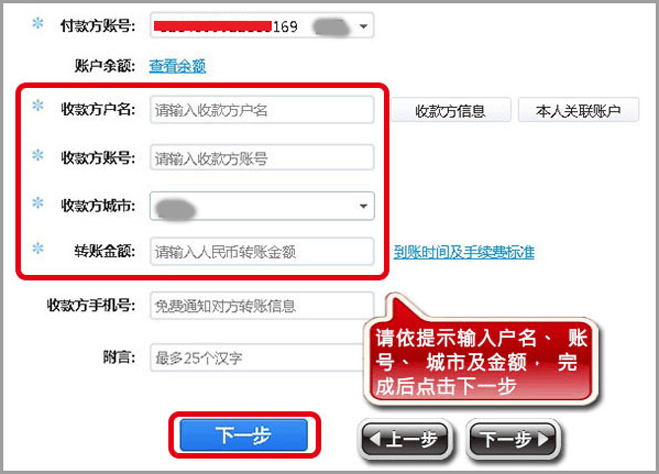 * 付款方账号: 169
账户余额: 查看余额
* 收款方户名: 请输入收款方户名 收款方信息 本人关联账户
* 收款方账号: 请输入收款方账号
* 收款方城市:
* 转账金额: 请输入人民币转账金额 到账时间及手续费标准
收款方手机号: 免费通知对方转账信息
附言: 最多25个汉字
请依提示输入户名、 账
号、 城市及金额， 完
成后点击下一步
下一步 上一步 下一步